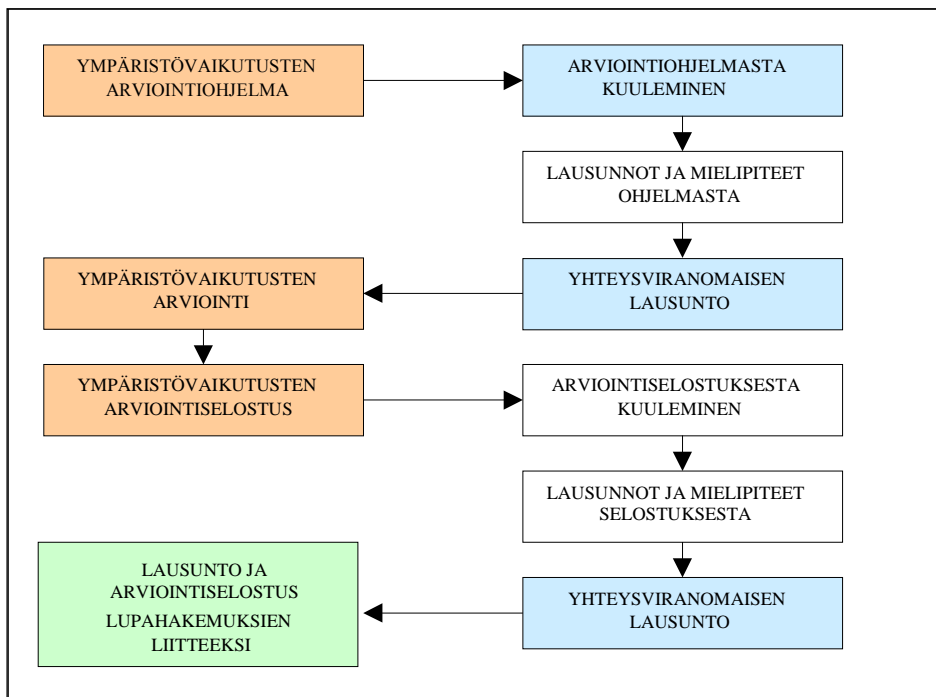 YMPÄRISTÖVAIKUTUSTEN
ARVIOINTIOHJELMA
ARVIOINTIOHJELMASTA
KUULEMINEN
LAUSUNNOT JA MIELIPITEET
OHJELMASTA
YHTEYSVIRANOMAISEN
LAUSUNTO
YMPÄRISTÖVAIKUTUSTEN
ARVIOINTI
YMPÄRISTÖVAIKUTUSTEN
ARVIOINTISELOSTUS
ARVIOINTISELOSTUKSESTA
KUULEMINEN
LAUSUNNOT JA MIELIPITEET
SELOSTUKSESTA
YHTEYSVIRANOMAISEN
LAUSUNTO
LAUSUNTO JA
ARVIOINTISELOSTUS
LUPAHAKEMUKSIEN
LIITTEEKSI